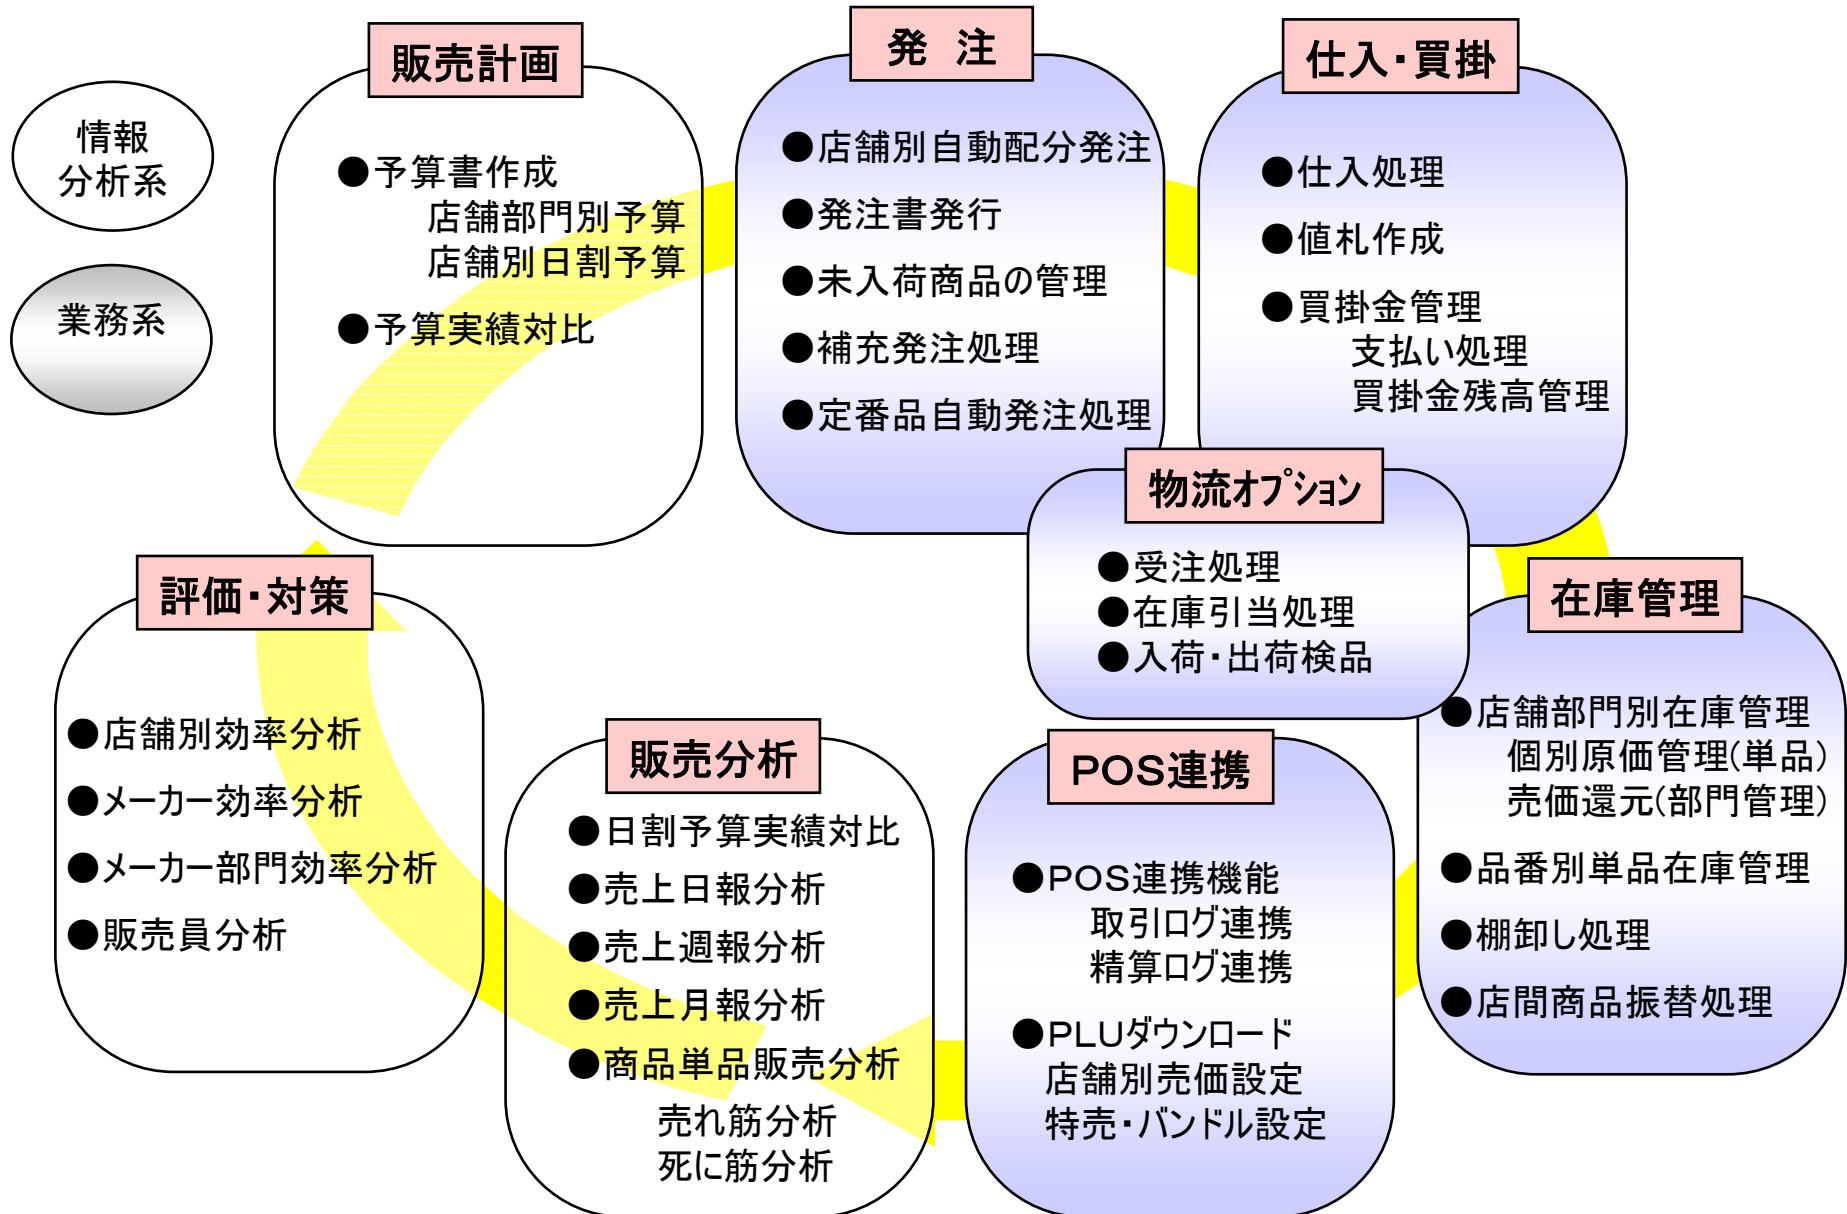 情報
分析系
業務系
販売計画
●予算書作成
店舗部門別予算
店舗別日割予算
●予算実績対比
発 注
●店舗別自動配分発注
●発注書発行
●未入荷商品の管理
●補充発注処理
●定番品自動発注処理
仕入・買掛
●仕入処理
●値札作成
●買掛金管理
支払い処理
買掛金残高管理
物流ｵﾌﾟｼｮﾝ
●受注処理
●在庫引当処理
●入荷・出荷検品
在庫管理
●店舗部門別在庫管理
個別原価管理(単品)
売価還元(部門管理)
●品番別単品在庫管理
●棚卸し処理
●店間商品振替処理
POS連携
●POS連携機能
取引ログ連携
精算ログ連携
●PLUダウンロード
店舗別売価設定
特売・バンドル設定
販売分析
●日割予算実績対比
●売上日報分析
●売上週報分析
●売上月報分析
●商品単品販売分析
売れ筋分析
死に筋分析
評価・対策
●店舗別効率分析
●メーカー効率分析
●メーカー部門効率分析
●販売員分析